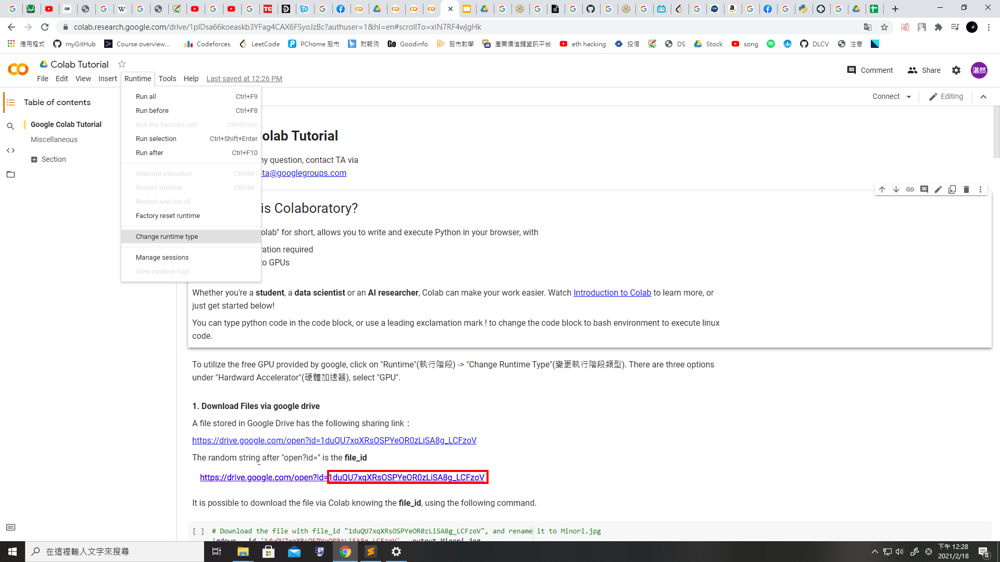 colab.research.google.com/drive/1pIDsa66koeaskb3YFag4CAX6FSyoJzBc?authuser=1&hl=en#scrollTo=xIN7RF4wjgHk
應用程式 myGitHub Course overview... Codeforces LeetCode PChome 股市 財報狗 Goodinfo 股市教學 產業價值鏈資訊平台 eth hacking 投信 DS Stock song DLCV 注意
Colab Tutorial
Comment Share 湛然
File Edit View Insert Runtime Tools Help Last saved at 12:26 PM
Connect Editing
Table of contents
Google Colab Tutorial
Miscellaneous
Section
Run all Ctrl+F9
Run before Ctrl+F8
Run the focused cell Ctrl+Enter
Run selection Ctrl+Shift+Enter
Run after Ctrl+F10
Interrupt execution Ctrl+M I
Restart runtime Ctrl+M .
Restart and run all
Factory reset runtime
Change runtime type
Manage sessions
View runtime logs
olab Tutorial
ny question, contact TA via
-ta@googlegroups.com
is Colaboratory?
olab" for short, allows you to write and execute Python in your browser, with
ration required
to GPUs
Whether you're a student, a data scientist or an AI researcher, Colab can make your work easier. Watch Introduction to Colab to learn more, or
just get started below!
You can type python code in the code block, or use a leading exclamation mark ! to change the code block to bash environment to execute linux
code.
To utilize the free GPU provided by google, click on "Runtime"(執行階段) -> "Change Runtime Type"(變更執行階段類型). There are three options
under "Hardward Accelerator"(硬體加速器), select "GPU".
1. Download Files via google drive
A file stored in Google Drive has the following sharing link：
https://drive.google.com/open?id=1duQU7xqXRsOSPYeOR0zLiSA8g_LCFzoV
The random string after "open?id=" is the file_id
https://drive.google.com/open?id=1duQU7xqXRsOSPYeOR0zLiSA8g_LCFzoV
It is possible to download the file via Colab knowing the file_id, using the following command.
[ ] # Download the file with file_id "1duQU7xqXRsOSPYeOR0zLiSA8g_LCFzoV", and rename it to Minori.jpg
!gdown --id '1duQU7xqXRsOSPYeOR0zLiSA8g_LCFzoV' --output Minori.jpg
在這裡輸入文字來搜尋
下午 12:28
2021/2/18
8